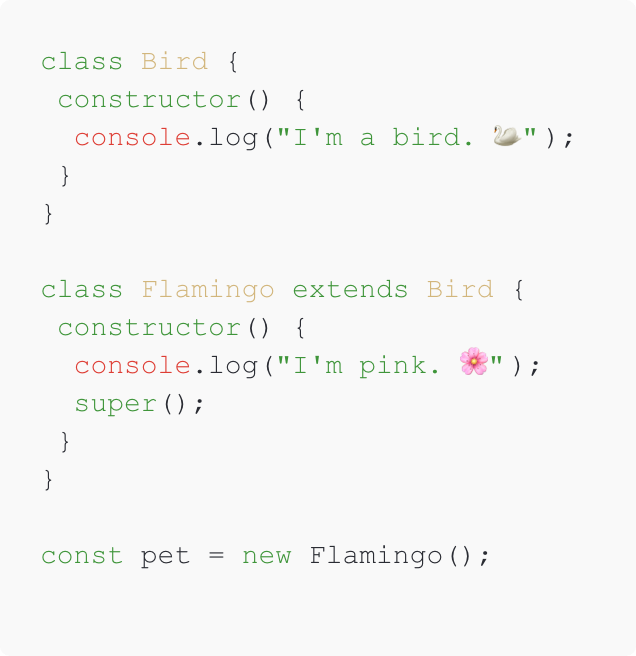 class Bird {
 constructor() {
  console.log("I'm a bird. 🦢");
 }
}

class Flamingo extends Bird {
 constructor() {
  console.log("I'm pink. 🌸");
  super();
 }
}

const pet = new Flamingo();